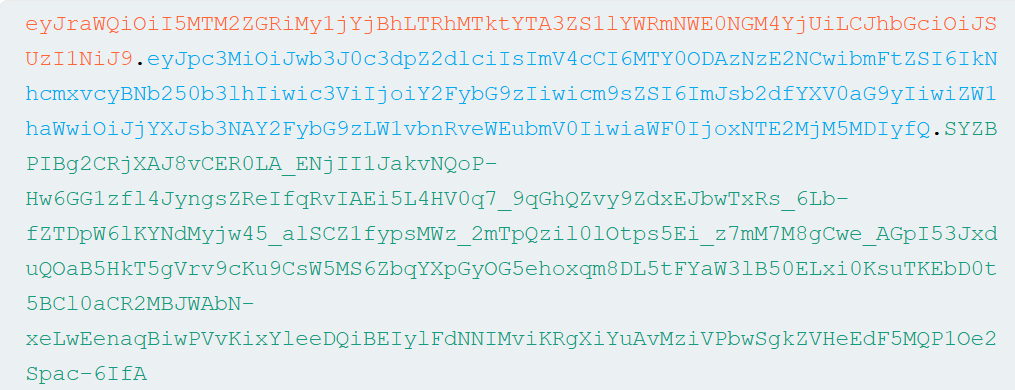 eyJraWQiOiI5MTM2ZGRiMy1jYjBhLTRhMTktYTA3ZS1lYWRmNWE0NGM4YjUiLCJhbGciOiJS
UzI1NiJ9.eyJpc3MiOiJwb3J0c3dpZ2dlciIsImV4cCI6MTY0ODAzNzE2NCwibmFtZSI6IkN
hcmxvcyBNb250b3lhIiwic3ViIjoiY2FybG9zIiwicm9sZSI6ImJsb2dfYXV0aG9yIiwiZW1
haWwiOiJjYXJsb3NAY2FybG9zLW1vbnRveWEubmV0IiwiaWF0IjoxNTE2MjM5MDIyfQ.SYZB
PIBg2CRjXAJ8vCER0LA_ENjII1JakvNQoP-
Hw6GG1zfl4JyngsZReIfqRvIAEi5L4HV0q7_9qGhQZvy9ZdxEJbwTxRs_6Lb-
fZTDpW6lKYNdMyjw45_alSCZ1fypsMWz_2mTpQzil0lOtps5Ei_z7mM7M8gCwe_AGpI53Jxd
uQOaB5HkT5gVrv9cKu9CsW5MS6ZbqYXpGyOG5ehoxqm8DL5tFYaW3lB50ELxi0KsuTKEbD0t
5BCl0aCR2MBJWAbN-
xeLwEenaqBiwPVvKixYleeDQiBEIylFdNNIMviKRgXiYuAvMziVPbwSgkZVHeEdF5MQP1Oe2
Spac-6IfA